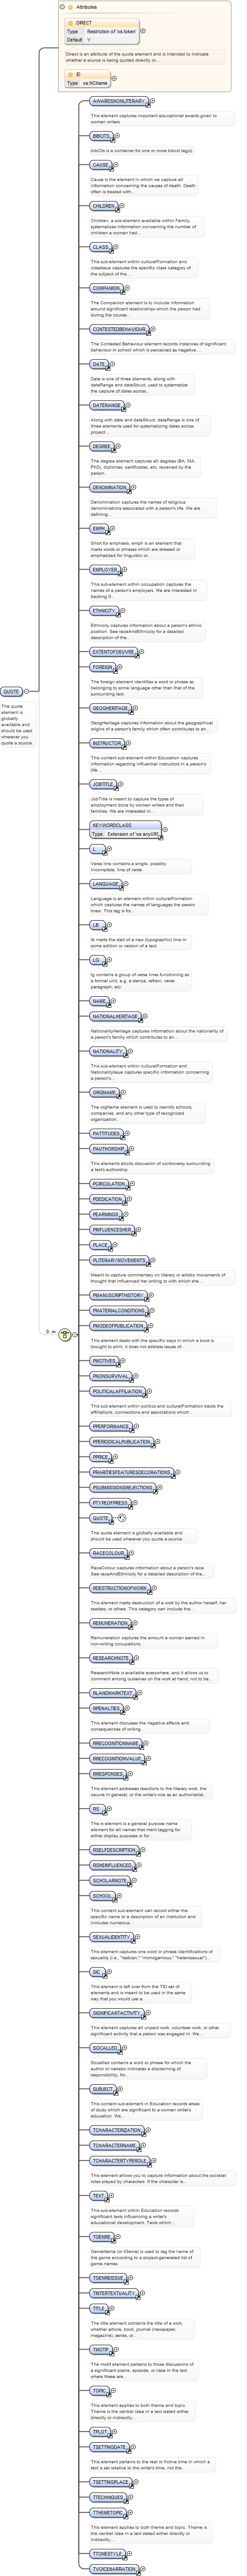 Attributes
DIRECT
Type Restriction of 'xs:token'
Default Y
Direct is an attribute of the quote element and is intended to indicate
whether a source is being quoted directly or...
ID
Type xs:NCName
AWARDSNONLITERARY
This element captures important educational awards given to
women writers.
BIBCITS
bibCits is a container for one or more bibcit tag(s).
CAUSE
Cause is the element in which we capture all
information concerning the causes of death. Death
often is treated with...
CHILDREN
Children, a sub-element available within Family,
systematizes information concerning the number of
children a woman had...
CLASS
This sub-element within culturalFormation and
classIssue captures the specific class category of
the subject of the...
COMPANION
The Companion element is to include information
around significant relationships which the person had
during the course...
CONTESTEDBEHAVIOUR
The Contested Behaviour element records instances of significant
behaviour in school which is perceived as negative....
DATE
Date is one of three elements, along with
dateRange and dateStruct, used to systematize
the capture of dates across...
DATERANGE
Along with date and dateStruct, dateRange is one of
three elements used for systematizing dates across
project...
DEGREE
The degree element captures all degrees (BA, MA,
PhD), diplomas, certificates, etc. received by the
person.
DENOMINATION
Denomination captures the names of religious
denominations associated with a person's life. We are
defining...
EMPH
Short for emphasis, emph is an element that
marks words or phrases which are stressed or
emphasized for linguistic or...
EMPLOYER
This sub-element within occupation captures the
names of a person's employers. We are interested in
tracking if...
ETHNICITY
Ethnicity captures information about a person's ethnic
position. See raceAndEthnicity for a detailed
description of the...
EXTENTOFOEUVRE
FOREIGN
The foreign element identifies a word or phrase as
belonging to some language other than that of the
surrounding text.
GEOGHERITAGE
GeogHeritage captures information about the geographical
origins of a person's family which often contributes to an...
INSTRUCTOR
This content sub-element within Education captures
information regarding influential instructors in a person's
life....
JOBTITLE
JobTitle is meant to capture the types of
employment done by women writers and their
families. We are interested in...
KEYWORDCLASS
Type Extension of 'xs:anyURI'
L
Verse line contains a single, possibly
incomplete, line of verse
LANGUAGE
Language is an element within culturalFormation
which captures the names of languages the person
knew. This tag is for...
LB
lb marks the start of a new (typographic) line in
some edition or version of a text.
LG
lg contains a group of verse lines functioning as
a formal unit, e.g. a stanza, refrain, verse
paragraph, etc.
NAME
NATIONALHERITAGE
NationalityHeritage captures information about the nationality of
a person's family which contributes to an...
NATIONALITY
This sub-element within culturalFormation and
NationalityIssue captures specific information concerning
a person's...
ORGNAME
The orgName element is used to identify schools,
companies, and any other type of recognized
organization.
PATTITUDES
PAUTHORSHIP
This elements elicits discussion of controversy surrounding
a text's authorship.
PCIRCULATION
PDEDICATION
PEARNINGS
PINFLUENCESHER
PLACE
PLITERARYMOVEMENTS
Meant to capture commentary on literary or artistic movements of
thought that influenced her writing or with which she...
PMANUSCRIPTHISTORY
PMATERIALCONDITIONS
PMODEOFPUBLICATION
This element deals with the specific ways in which a book is
brought to print; it does not address issues of...
PMOTIVES
PNONSURVIVAL
POLITICALAFFILIATION
This sub-element within politics and culturalFormation tracks the
affiliations, connections and associations which...
PPERFORMANCE
PPERIODICALPUBLICATION
PPRICE
PRARITIESFEATURESDECORATIONS
PSUBMISSIONSREJECTIONS
PTYPEOFPRESS
QUOTE
The quote element is globally available and
should be used wherever you quote a source.
RACECOLOUR
RaceColour captures information about a person's race.
See raceAndEthnicity for a detailed description of the...
RDESTRUCTIONOFWORK
This element marks destruction of a work by the author herself, her
readers, or others. This category can include the...
REMUNERATION
Remuneration captures the amount a woman earned in
non-writing occupations.
RESEARCHNOTE
ResearchNote is available everywhere, and it allows us to
comment among ourselves on the work at hand, not to be...
RLANDMARKTEXT
RPENALTIES
This element discusses the negative effects and
consequences of writing.
RRECOGNITIONNAME
RRECOGNITIONVALUE
RRESPONSES
This element addresses reactions to the literary work, the
oeuvre in general, or the writer's role as an authorial...
RS
The rs element is a general purpose name
element for all names that merit tagging for
either display purposes or for...
RSELFDESCRIPTION
RSHEINFLUENCED
SCHOLARNOTE
SCHOOL
This content sub-element can record either the
specific name or a description of an institution and
includes numerous...
SEXUALIDENTITY
This element captures one word or phrase identifications of
sexuality (i.e., "lesbian," "monogamous," "heterosexual")...
SIC
This element is left over from the TEI set of
elements and is meant to be used in the same
way that you would use a...
SIGNIFICANTACTIVITY
This element captures all unpaid work, volunteer work, or other
significant activity that a person was engaged in. We...
SOCALLED
Socalled contains a word or phrase for which the
author or narrator indicates a disclaiming of
responsibility, for...
SUBJECT
This content sub-element in Education records areas
of study which are significant to a woman writer's
education. We...
TCHARACTERIZATION
TCHARACTERNAME
TCHARACTERTYPEROLE
This element allows you to capture information about the societal
roles played by characters. If the character is...
TEXT
This sub-element within Education records
significant texts influencing a writer's
educational development. Texts which...
TGENRE
GenreName (or tGenre) is used to tag the name of
the genre according to a project-generated list of
genre names
TGENREISSUE
TINTERTEXTUALITY
TITLE
The title element contains the title of a work,
whether article, book, journal (newspaper,
magazine), series, or...
TMOTIF
The motif element pertains to those discussions of
a significant scene, episode, or idea in the text
where these are...
TOPIC
This element applies to both theme and topic.
Theme is the central idea in a text stated either
directly or indirectly;...
TPLOT
TSETTINGDATE
This element pertains to the real or fictive time in which a
text is set relative to the writer's time, not the...
TSETTINGPLACE
TTECHNIQUES
TTHEMETOPIC
This element applies to both theme and topic. Theme is
the central idea in a text stated either directly or
indirectly;...
TTONESTYLE
TVOICENARRATION
QUOTE
The quote
element is
globally
available and
should be used
wherever you
quote a source.
0..∞